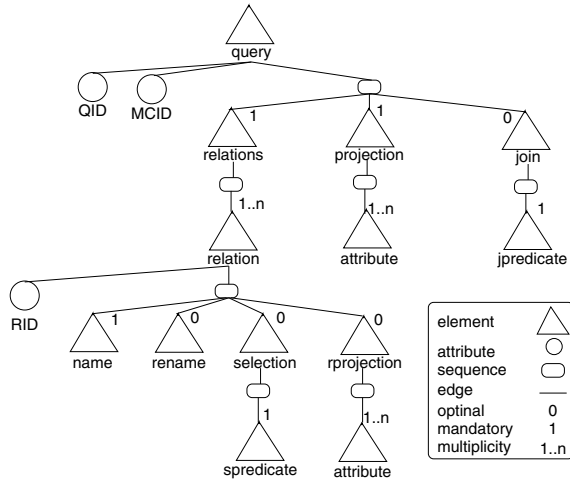 query
QID
MCID
1
1
0
relations
projection
join
1..n
1..n
1
relation
attribute
jpredicate
RID
1
0
0
0
name
rename
selection
rprojection
1
1..n
spredicate
attribute
element
attribute
sequence
edge
optinal 0
mandatory 1
multiplicity 1..n